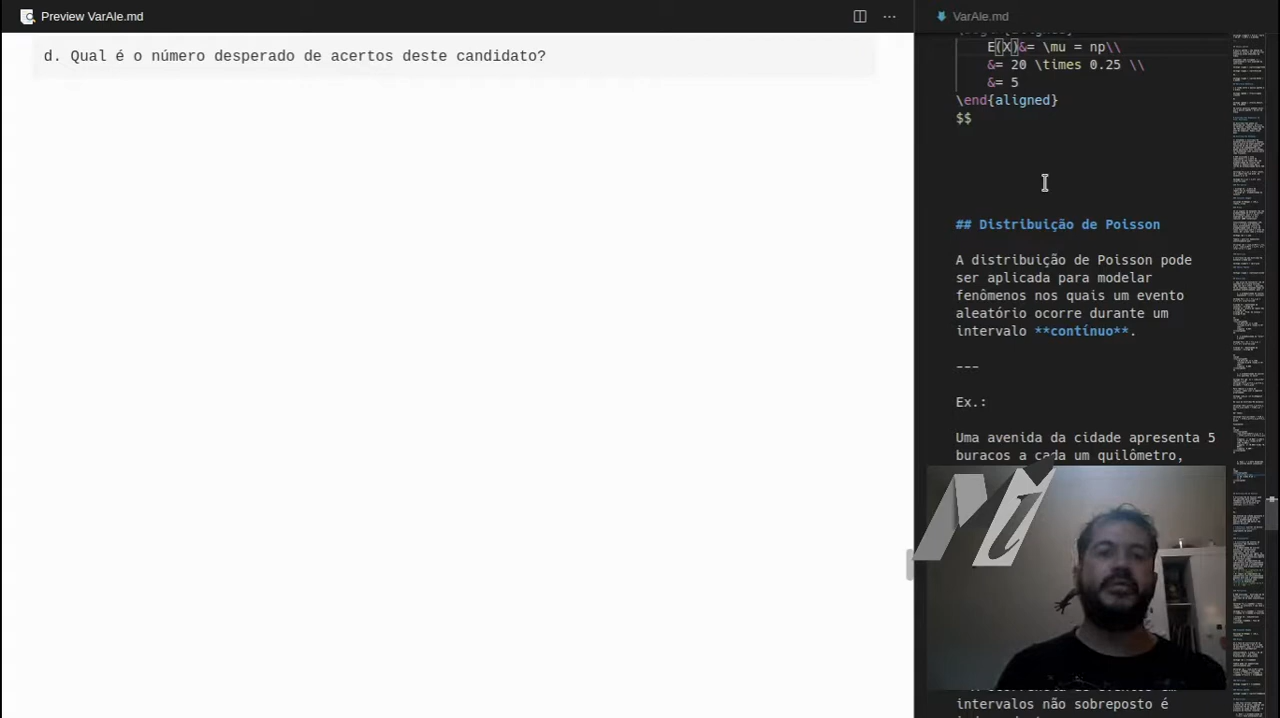 Preview VarAle.md
VarAle.md
d. Qual é o número desperado de acertos deste candidato?
E(X)&= \mu = np\\
&= 20 \times 0.25 \\
&= 5
\end{aligned}
$$
## Distribuição de Poisson
A distribuição de Poisson pode
ser aplicada para modelar
fenômenos nos quais um evento
aleatório ocorre durante um
intervalo **contínuo**.
---
Ex.:
Uma avenida da cidade apresenta 5
buracos a cada um quilômetro,
intervalos não sobreposto é